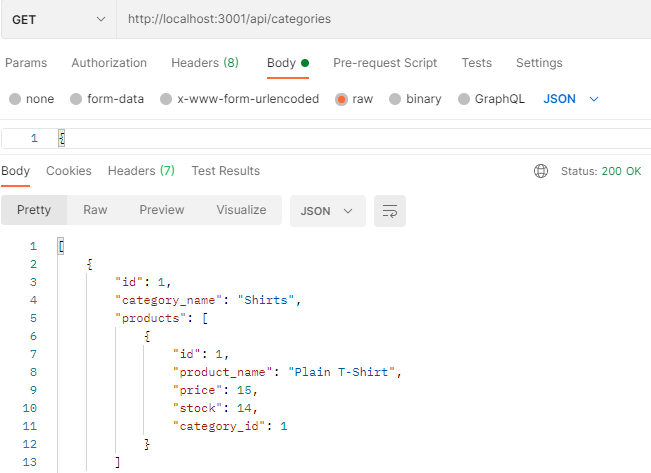 GET http://localhost:3001/api/categories
Params Authorization Headers (8) Body Pre-request Script Tests Settings
none form-data x-www-form-urlencoded raw binary GraphQL JSON
1 {
Body Cookies Headers (7) Test Results Status: 200 OK
Pretty Raw Preview Visualize JSON
1 [
2 {
3 "id": 1,
4 "category_name": "Shirts",
5 "products": [
6 {
7 "id": 1,
8 "product_name": "Plain T-Shirt",
9 "price": 15,
10 "stock": 14,
11 "category_id": 1
12 }
13 ]